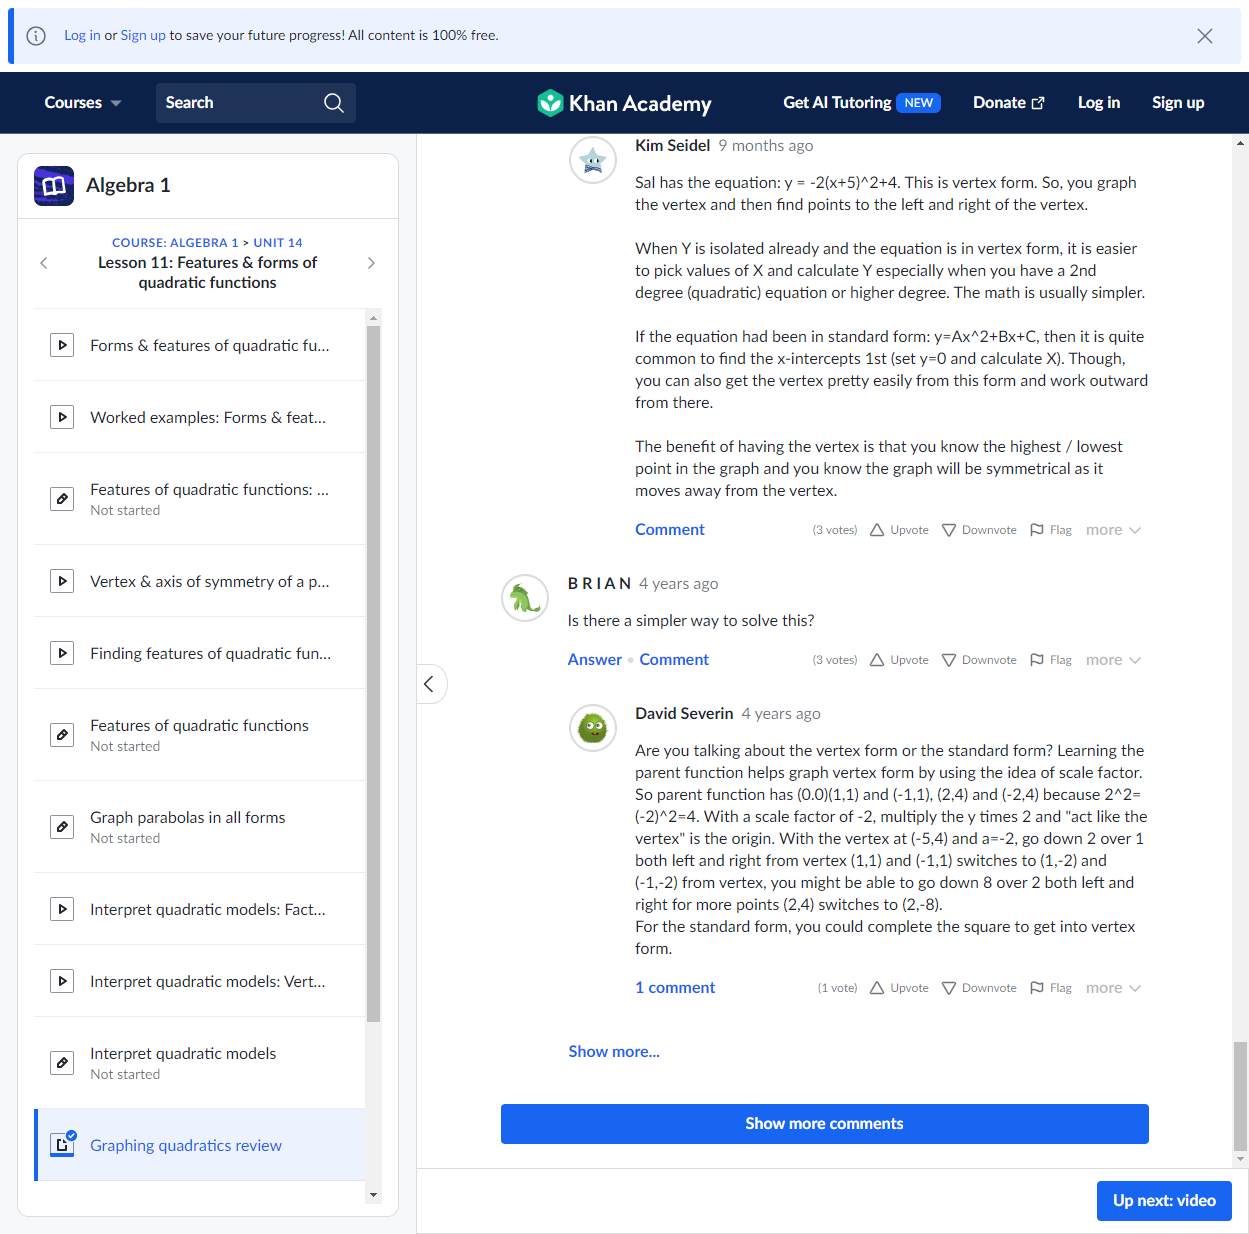 Log in or Sign up to save your future progress! All content is 100% free.
Courses
Search
Khan Academy
Get AI Tutoring NEW
Donate
Log in
Sign up
Algebra 1
COURSE: ALGEBRA 1 > UNIT 14
Lesson 11: Features & forms of
quadratic functions
Forms & features of quadratic fu...
Worked examples: Forms & feat...
Features of quadratic functions: ...
Not started
Vertex & axis of symmetry of a p...
Finding features of quadratic fun...
Features of quadratic functions
Not started
Graph parabolas in all forms
Not started
Interpret quadratic models: Fact...
Interpret quadratic models: Vert...
Interpret quadratic models
Not started
Graphing quadratics review
Kim Seidel 9 months ago
Sal has the equation: y = -2(x+5)^2+4. This is vertex form. So, you graph
the vertex and then find points to the left and right of the vertex.
When Y is isolated already and the equation is in vertex form, it is easier
to pick values of X and calculate Y especially when you have a 2nd
degree (quadratic) equation or higher degree. The math is usually simpler.
If the equation had been in standard form: y=Ax^2+Bx+C, then it is quite
common to find the x-intercepts 1st (set y=0 and calculate X). Though,
you can also get the vertex pretty easily from this form and work outward
from there.
The benefit of having the vertex is that you know the highest / lowest
point in the graph and you know the graph will be symmetrical as it
moves away from the vertex.
Comment (3 votes) Upvote Downvote Flag more
B R I A N 4 years ago
Is there a simpler way to solve this?
Answer • Comment (3 votes) Upvote Downvote Flag more
David Severin 4 years ago
Are you talking about the vertex form or the standard form? Learning the
parent function helps graph vertex form by using the idea of scale factor.
So parent function has (0.0)(1,1) and (-1,1), (2,4) and (-2,4) because 2^2=
(-2)^2=4. With a scale factor of -2, multiply the y times 2 and "act like the
vertex" is the origin. With the vertex at (-5,4) and a=-2, go down 2 over 1
both left and right from vertex (1,1) and (-1,1) switches to (1,-2) and
(-1,-2) from vertex, you might be able to go down 8 over 2 both left and
right for more points (2,4) switches to (2,-8).
For the standard form, you could complete the square to get into vertex
form.
1 comment (1 vote) Upvote Downvote Flag more
Show more...
Show more comments
Up next: video